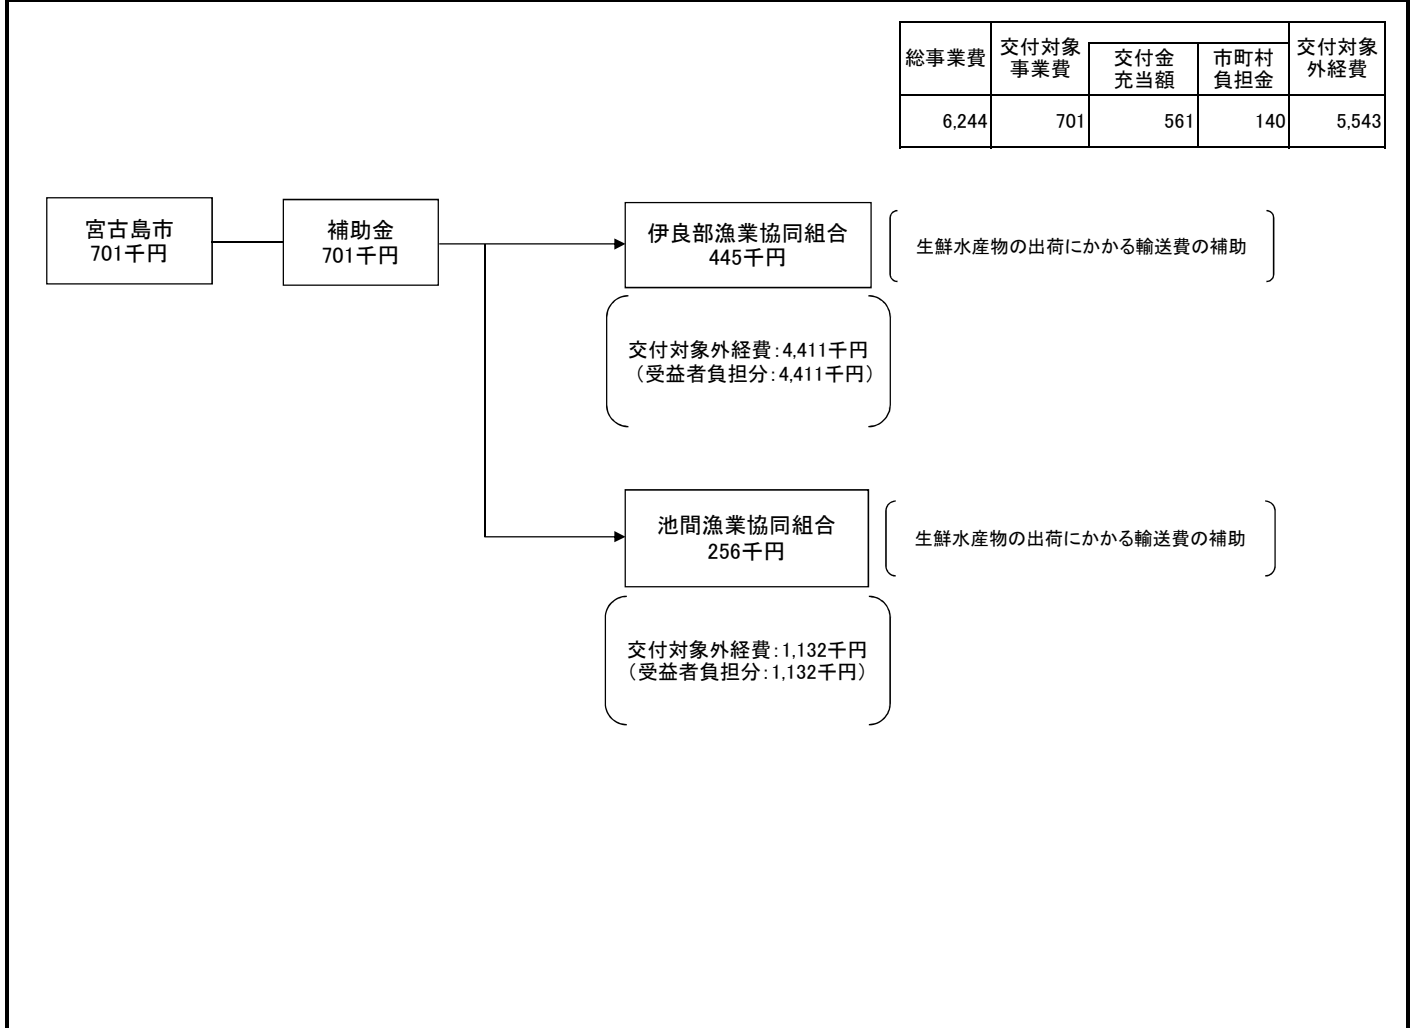 総事業費
交付対象
事業費
交付金
充当額
市町村
負担金
交付対象
外経費
6,244
701
561
140
5,543
宮古島市
701千円
補助金
701千円
伊良部漁業協同組合
445千円
生鮮水産物の出荷にかかる輸送費の補助
交付対象外経費：4,411千円
（受益者負担分：4,411千円）
池間漁業協同組合
256千円
生鮮水産物の出荷にかかる輸送費の補助
交付対象外経費：1,132千円
（受益者負担分：1,132千円）